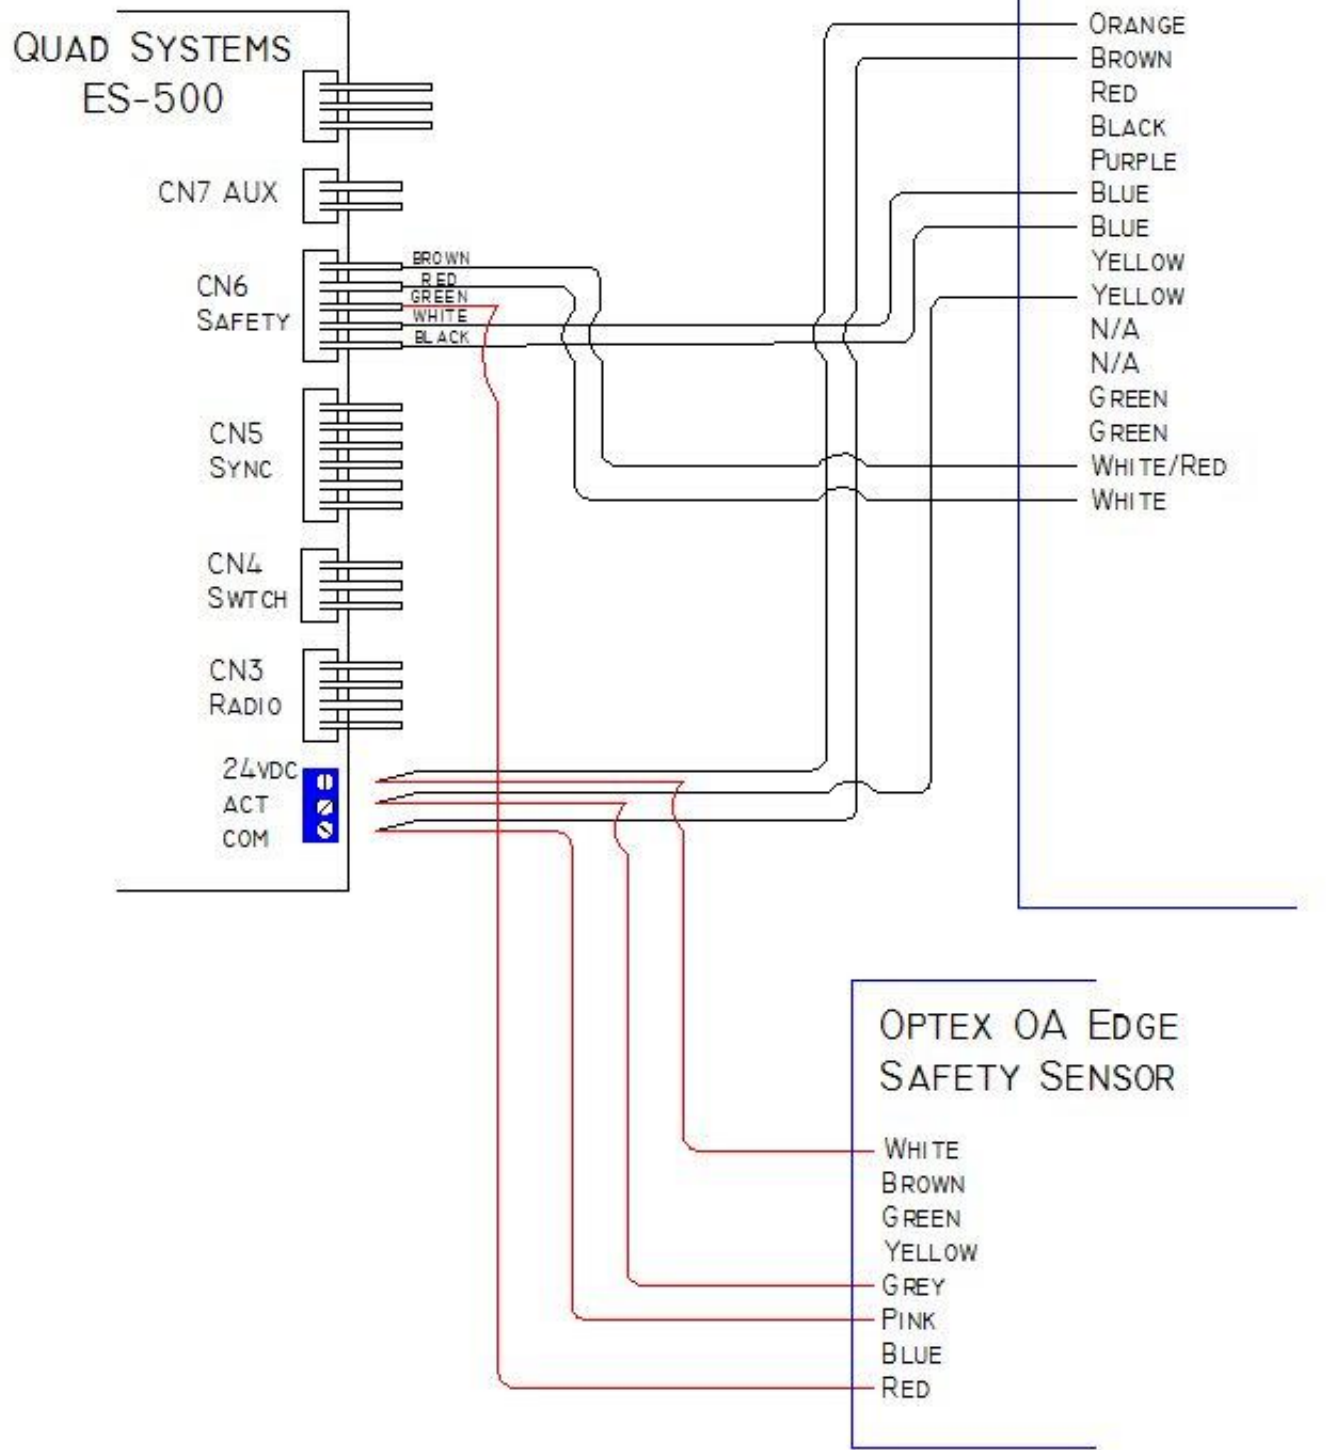 QUAD SYSTEMS
ES-500
CN7 AUX
CN6
SAFETY
BROWN
RED
GREEN
WHITE
BLACK
CN5
SYNC
CN4
SWTCH
CN3
RADIO
24VDC
ACT
COM
ORANGE
BROWN
RED
BLACK
PURPLE
BLUE
BLUE
YELLOW
YELLOW
N/A
N/A
GREEN
GREEN
WHITE/RED
WHITE
OPTEX OA EDGE
SAFETY SENSOR
WHITE
BROWN
GREEN
YELLOW
GREY
PINK
BLUE
RED